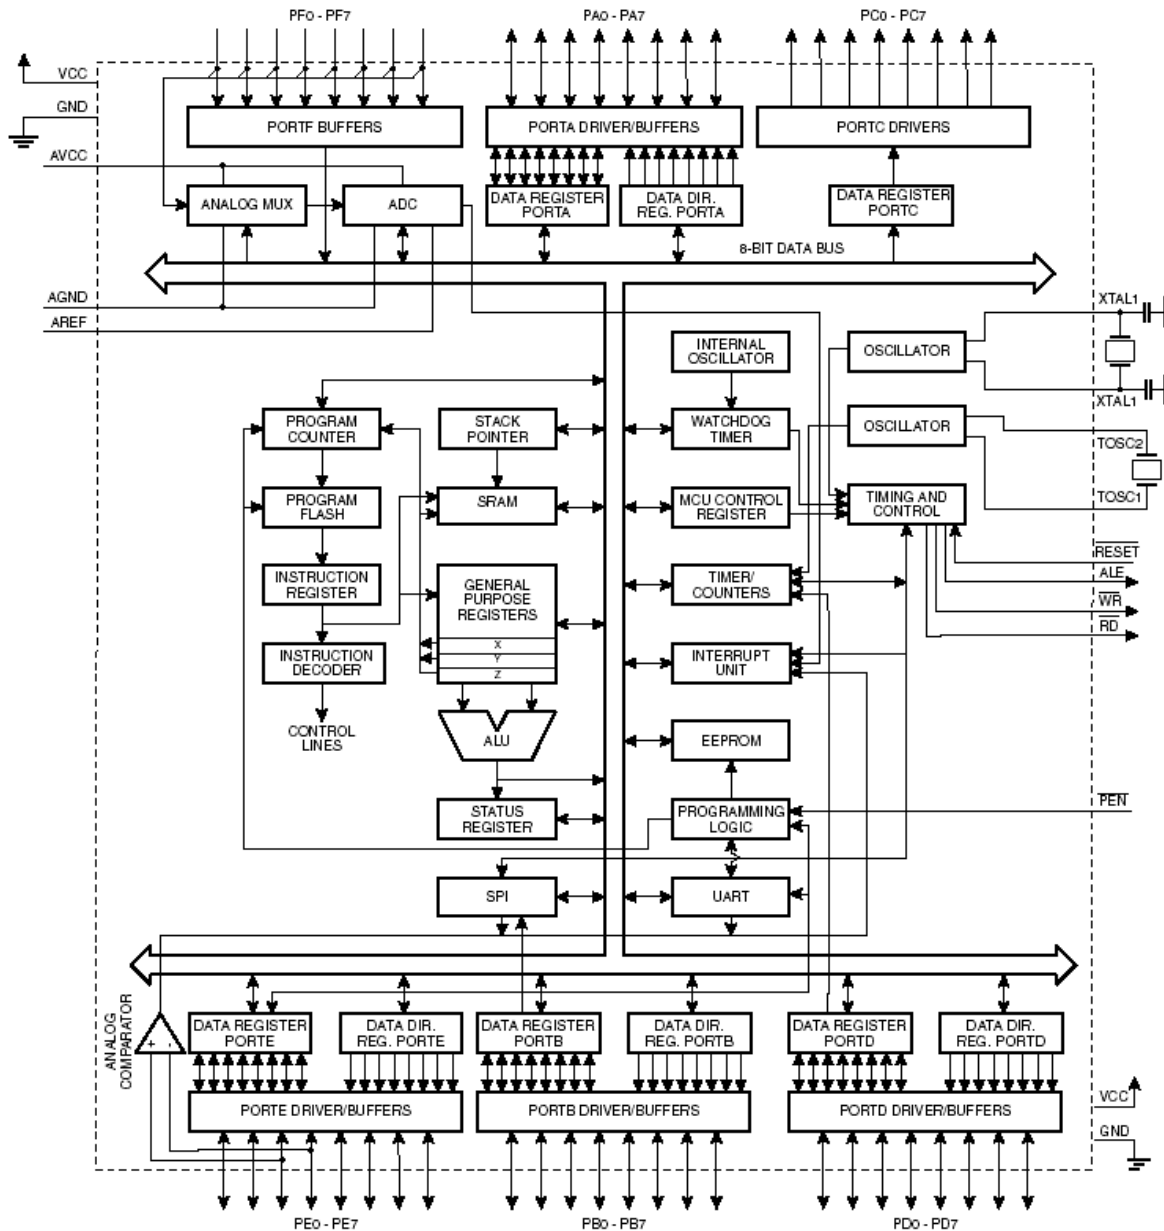 PF0 - PF7
PA0 - PA7
PC0 - PC7
VCC
GND
PORTF BUFFERS
PORTA DRIVER/BUFFERS
PORTC DRIVERS
AVCC
ANALOG MUX
ADC
DATA REGISTER
PORTA
DATA DIR.
REG. PORTA
DATA REGISTER
PORTC
8-BIT DATA BUS
AGND
AREF
XTAL1
INTERNAL
OSCILLATOR
OSCILLATOR
XTAL1
PROGRAM
COUNTER
STACK
POINTER
WATCHDOG
TIMER
OSCILLATOR
TOSC2
PROGRAM
FLASH
SRAM
MCU CONTROL
REGISTER
TIMING AND
CONTROL
TOSC1
RESET
ALE
WR
RD
INSTRUCTION
REGISTER
GENERAL
PURPOSE
REGISTERS
X
Y
Z
TIMER/
COUNTERS
INSTRUCTION
DECODER
INTERRUPT
UNIT
CONTROL
LINES
ALU
EEPROM
STATUS
REGISTER
PROGRAMMING
LOGIC
PEN
SPI
UART
ANALOG
COMPARATOR
+ -
DATA REGISTER
PORTE
DATA DIR.
REG. PORTE
DATA REGISTER
PORTB
DATA DIR.
REG. PORTB
DATA REGISTER
PORTD
DATA DIR.
REG. PORTD
PORTE DRIVER/BUFFERS
PORTB DRIVER/BUFFERS
PORTD DRIVER/BUFFERS
VCC
GND
PE0 - PE7
PB0 - PB7
PD0 - PD7